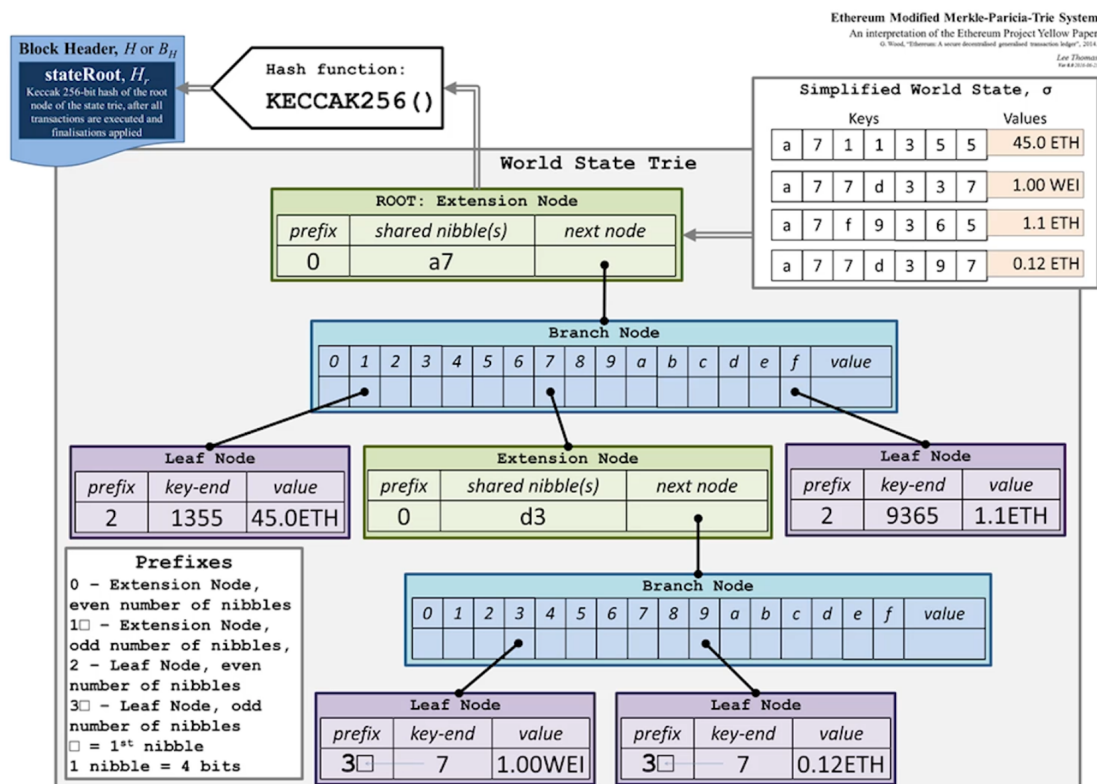 Ethereum Modified Merkle-Paricia-Trie System
An interpretation of the Ethereum Project Yellow Paper
G. Wood, "Ethereum: A secure decentralised generalised transaction ledger", 2014.
Lee Thomas
Block Header, H or B_H
stateRoot, H_r
Keccak 256-bit hash of the root
node of the state trie, after all
transactions are executed and
finalisations applied
Hash function:
KECCAK256()
Simplified World State, σ
Keys Values
a 7 1 1 3 5 5 45.0 ETH
a 7 7 d 3 3 7 1.00 WEI
a 7 f 9 3 6 5 1.1 ETH
a 7 7 d 3 9 7 0.12 ETH
World State Trie
ROOT: Extension Node
prefix shared nibble(s) next node
0 a7
Branch Node
0 1 2 3 4 5 6 7 8 9 a b c d e f value
Leaf Node
prefix key-end value
2 1355 45.0ETH
Extension Node
prefix shared nibble(s) next node
0 d3
Leaf Node
prefix key-end value
2 9365 1.1ETH
Branch Node
0 1 2 3 4 5 6 7 8 9 a b c d e f value
Leaf Node
prefix key-end value
3□ 7 1.00WEI
Leaf Node
prefix key-end value
3□ 7 0.12ETH
Prefixes
0 – Extension Node,
even number of nibbles
1□ – Extension Node,
odd number of nibbles,
2 – Leaf Node, even
number of nibbles
3□ – Leaf Node, odd
number of nibbles
□ = 1st nibble
1 nibble = 4 bits